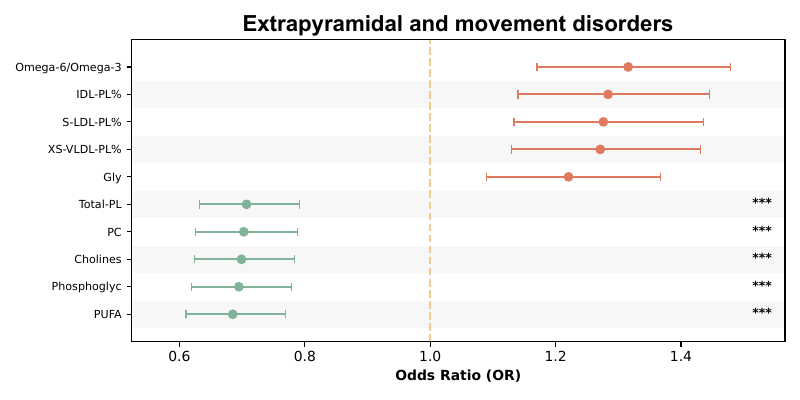 Extrapyramidal and movement disorders
Omega-6/Omega-3
IDL-PL%
S-LDL-PL%
XS-VLDL-PL%
Gly
Total-PL ***
PC ***
Cholines ***
Phosphoglyc ***
PUFA ***
0.6 0.8 1.0 1.2 1.4
Odds Ratio (OR)